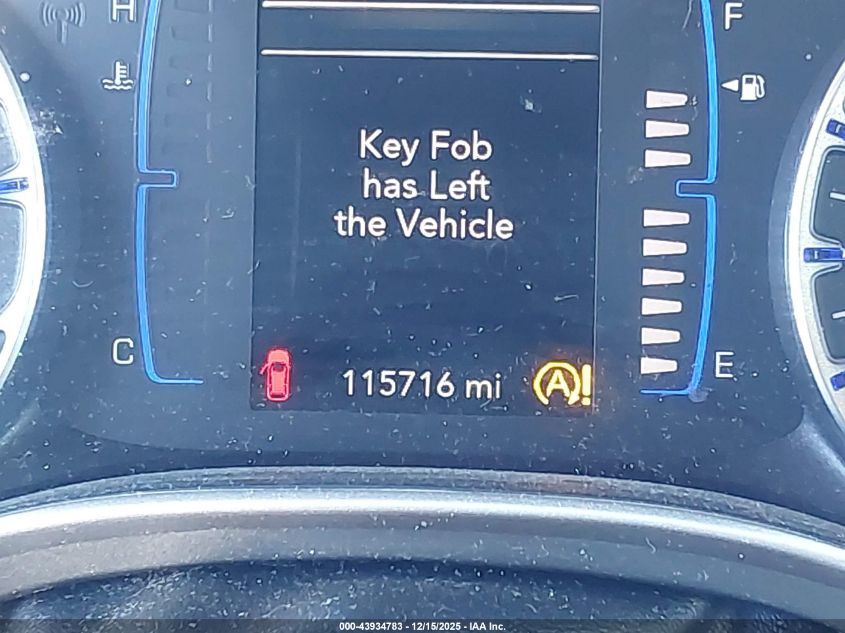 H
F
Key Fob
has Left
the Vehicle
C
E
115716 mi
A!
000-43934783 - 12/15/2025 - IAA Inc.